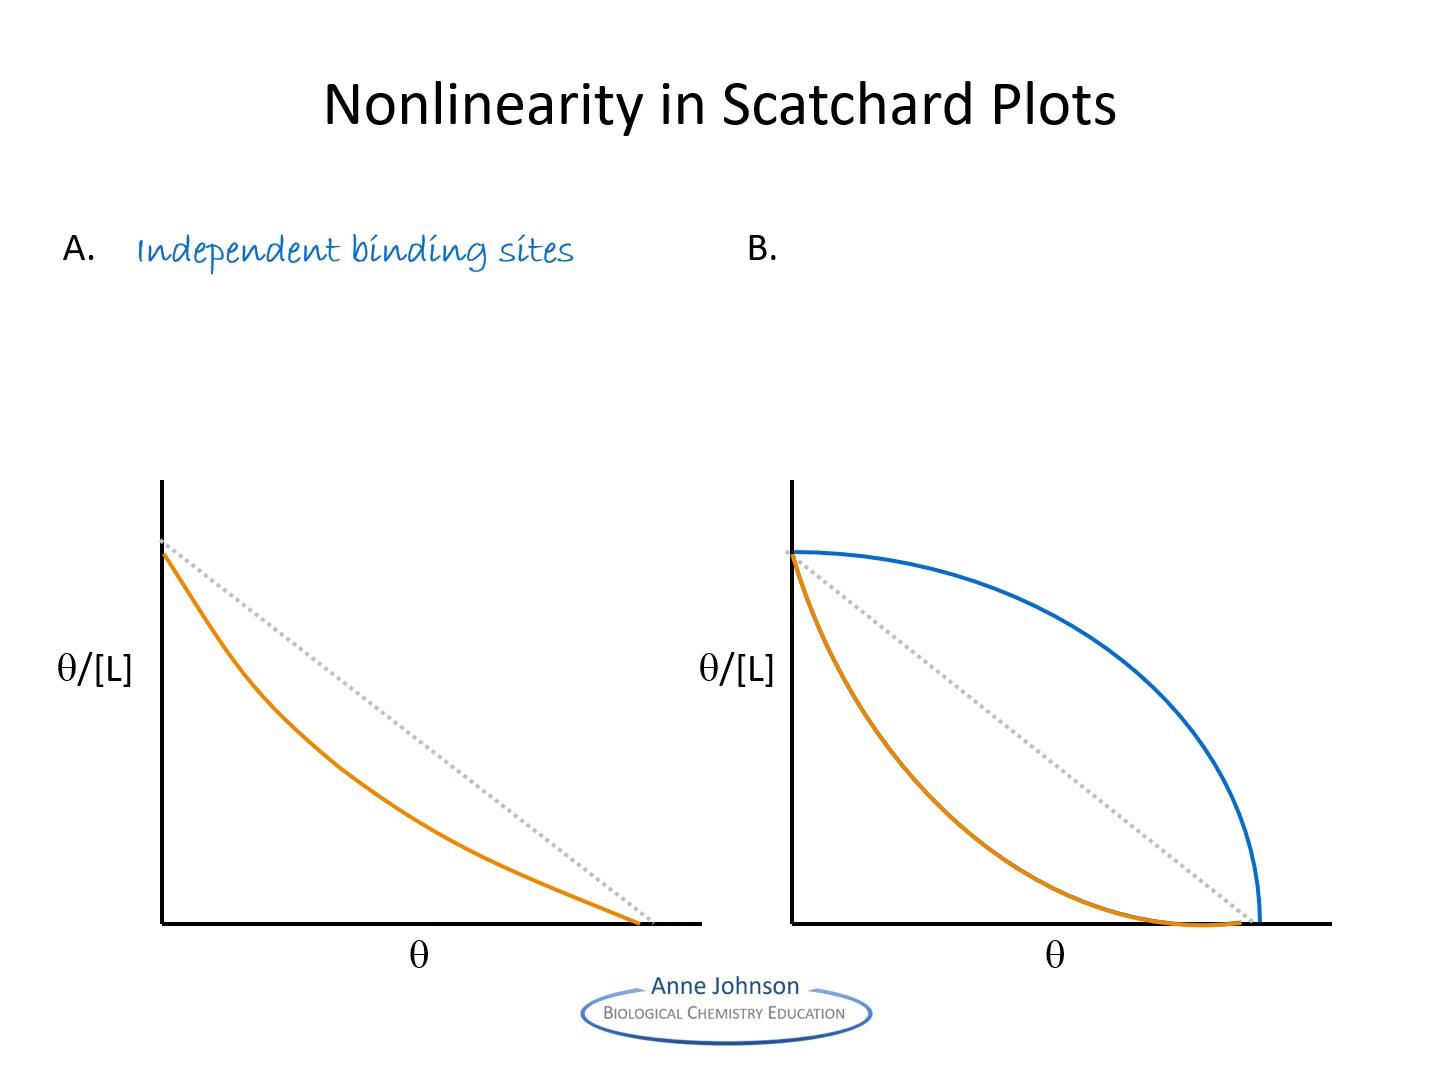 Nonlinearity in Scatchard Plots
A. Independent binding sites
B.
θ/[L]
θ
θ/[L]
θ
Anne Johnson
BIOLOGICAL CHEMISTRY EDUCATION